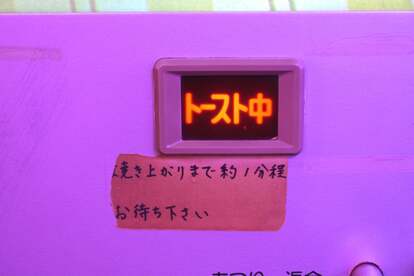 トースト中
焼き上がりまで約1分程
お待ち下さい